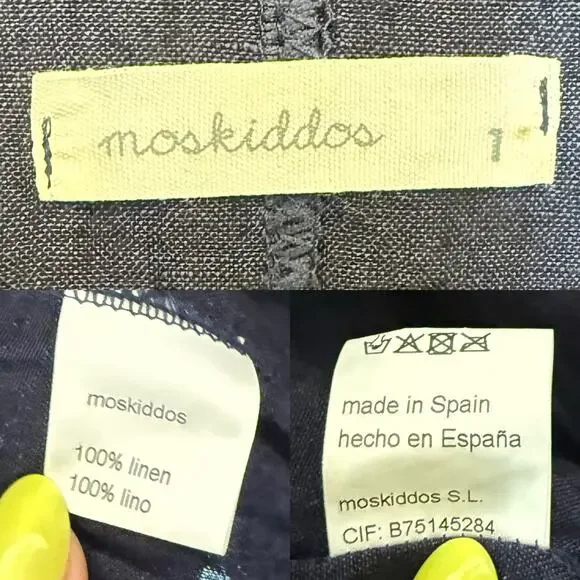 moskiddos 1
moskiddos
100% linen
100% lino
made in Spain
hecho en España
moskiddos S.L.
CIF: B75145284